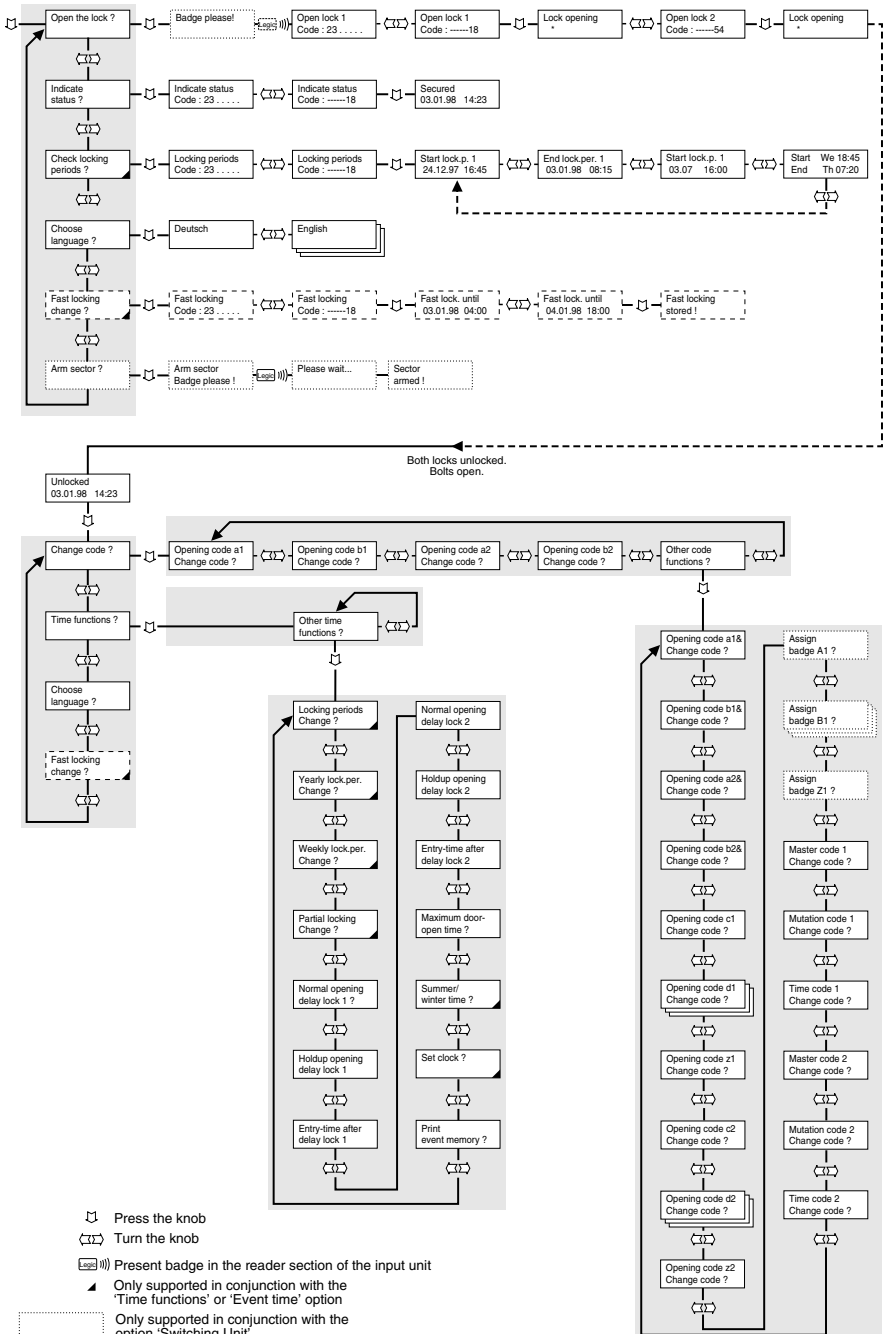 Open the lock ?
Badge please!
Legic
Open lock 1
Code : 23 . . . . .
Open lock 1
Code : ------18
Lock opening
*
Open lock 2
Code : ------54
Lock opening
*
Indicate
status ?
Indicate status
Code : 23 . . . . .
Indicate status
Code : ------18
Secured
03.01.98 14:23
Check locking
periods ?
Locking periods
Code : 23 . . . . .
Locking periods
Code : ------18
Start lock.p. 1
24.12.97 16:45
End lock.per. 1
03.01.98 08:15
Start lock.p. 1
03.07 16:00
Start We 18:45
End Th 07:20
Choose
language ?
Deutsch
English
Fast locking
change ?
Fast locking
Code : 23 . . . . .
Fast locking
Code : ------18
Fast lock. until
03.01.98 04:00
Fast lock. until
04.01.98 18:00
Fast locking
stored !
Arm sector ?
Arm sector
Badge please !
Legic
Please wait...
Sector
armed !
Both locks unlocked.
Bolts open.
Unlocked
03.01.98 14:23
Change code ?
Opening code a1
Change code ?
Opening code b1
Change code ?
Opening code a2
Change code ?
Opening code b2
Change code ?
Other code
functions ?
Time functions ?
Other time
functions ?
Choose
language ?
Fast locking
change ?
Locking periods
Change ?
Yearly lock.per.
Change ?
Weekly lock.per.
Change ?
Partial locking
Change ?
Normal opening
delay lock 1 ?
Holdup opening
delay lock 1
Entry-time after
delay lock 1
Normal opening
delay lock 2
Holdup opening
delay lock 2
Entry-time after
delay lock 2
Maximum door-
open time ?
Summer/
winter time ?
Set clock ?
Print
event memory ?
Opening code a1&
Change code ?
Opening code b1&
Change code ?
Opening code a2&
Change code ?
Opening code b2&
Change code ?
Opening code c1
Change code ?
Opening code d1
Change code ?
Opening code z1
Change code ?
Opening code c2
Change code ?
Opening code d2
Change code ?
Opening code z2
Change code ?
Assign
badge A1 ?
Assign
badge B1 ?
Assign
badge Z1 ?
Master code 1
Change code ?
Mutation code 1
Change code ?
Time code 1
Change code ?
Master code 2
Change code ?
Mutation code 2
Change code ?
Time code 2
Change code ?
Press the knob
Turn the knob
Legic Present badge in the reader section of the input unit
Only supported in conjunction with the
'Time functions' or 'Event time' option
Only supported in conjunction with the
option 'Switching Unit'